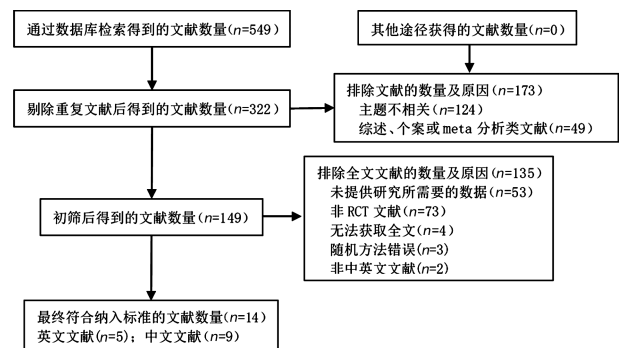 通过数据库检索得到的文献数量(n=549)
其他途径获得的文献数量(n=0)
剔除重复文献后得到的文献数量(n=322)
排除文献的数量及原因(n=173)
主题不相关(n=124)
综述、个案或meta分析类文献(n=49)
初筛后得到的文献数量(n=149)
排除全文文献的数量及原因(n=135)
未提供研究所需要的数据(n=53)
非RCT文献(n=73)
无法获取全文(n=4)
随机方法错误(n=3)
非中英文文献(n=2)
最终符合纳入标准的文献数量(n=14)
英文文献(n=5)；中文文献(n=9)